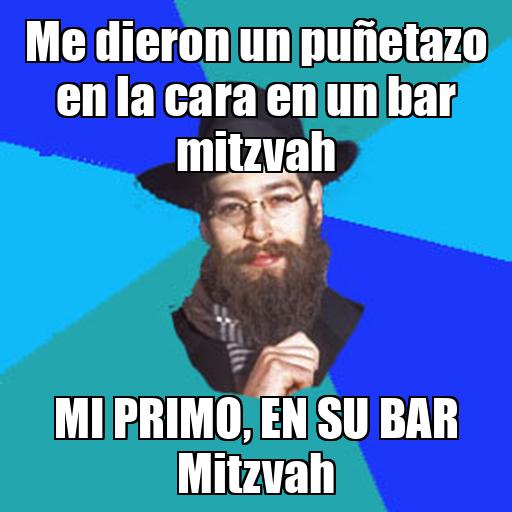 Me dieron un puñetazo
en la cara en un bar
mitzvah
MI PRIMO, EN SU BAR
Mitzvah